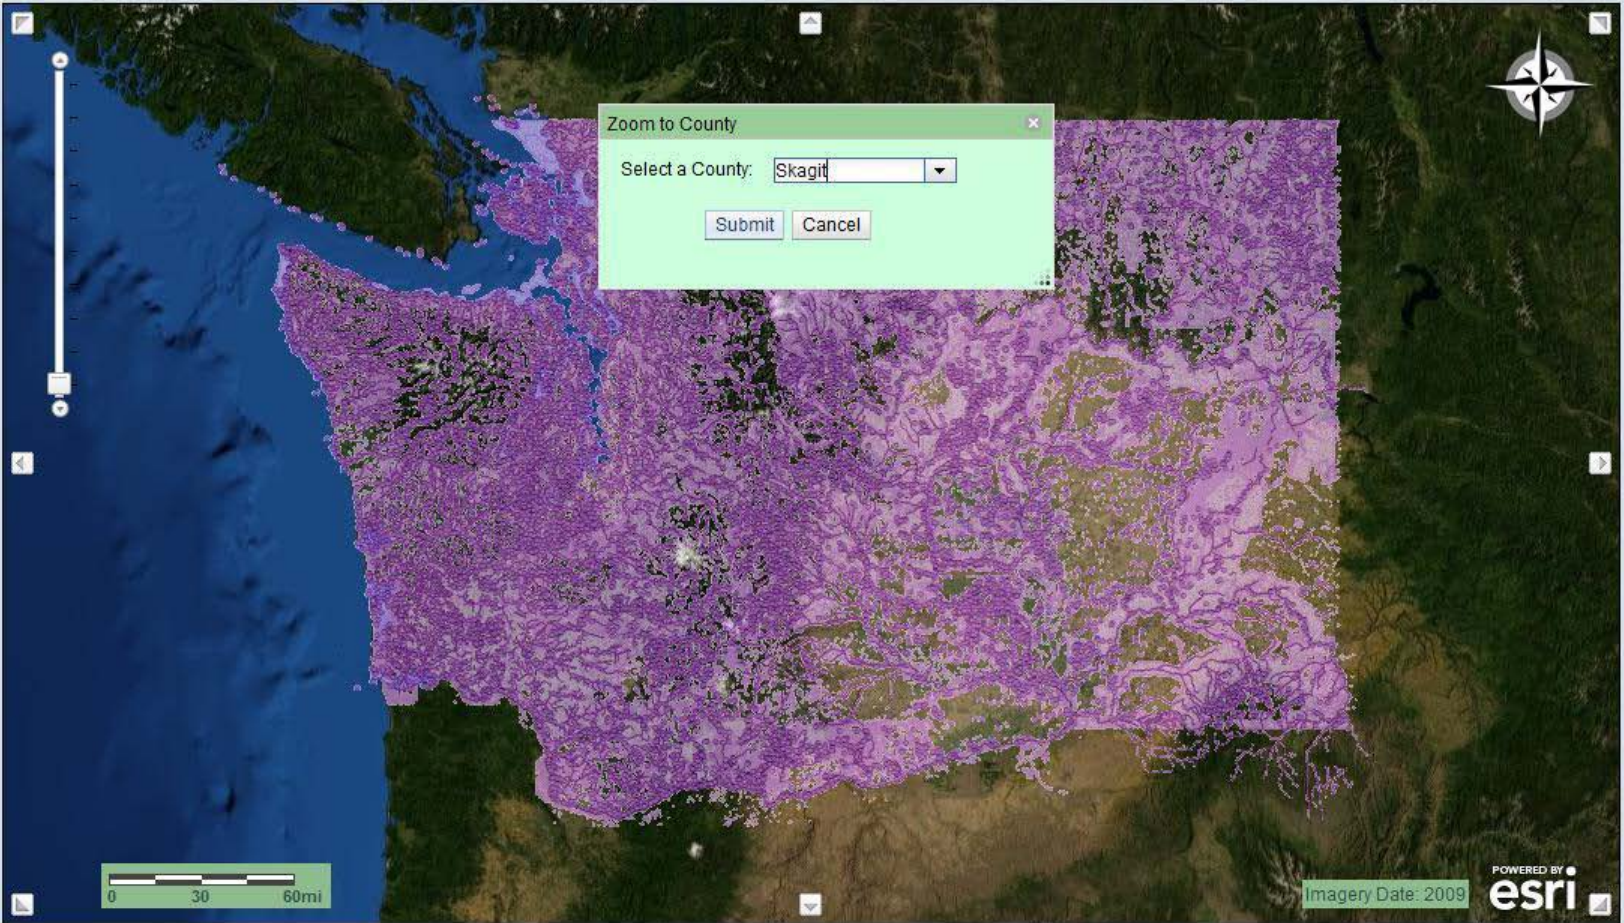 Zoom to County
Select a County: Skagit
Submit Cancel
0 30 60mi
Imagery Date: 2009
POWERED BY
esri